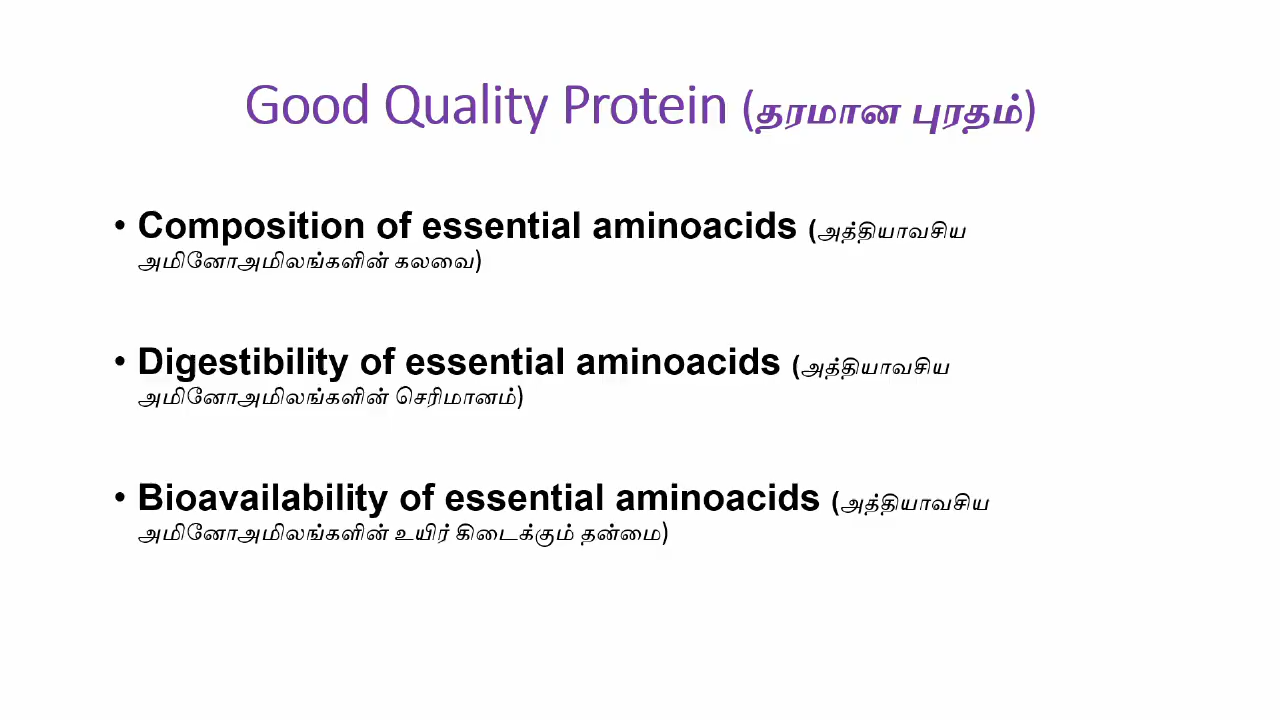 Good Quality Protein (தரமான புரதம்)
• Composition of essential aminoacids (அத்தியாவசிய
அமினோஅமிலங்களின் கலவை)
• Digestibility of essential aminoacids (அத்தியாவசிய
அமினோஅமிலங்களின் செரிமானம்)
• Bioavailability of essential aminoacids (அத்தியாவசிய
அமினோஅமிலங்களின் உயிர் கிடைக்கும் தன்மை)